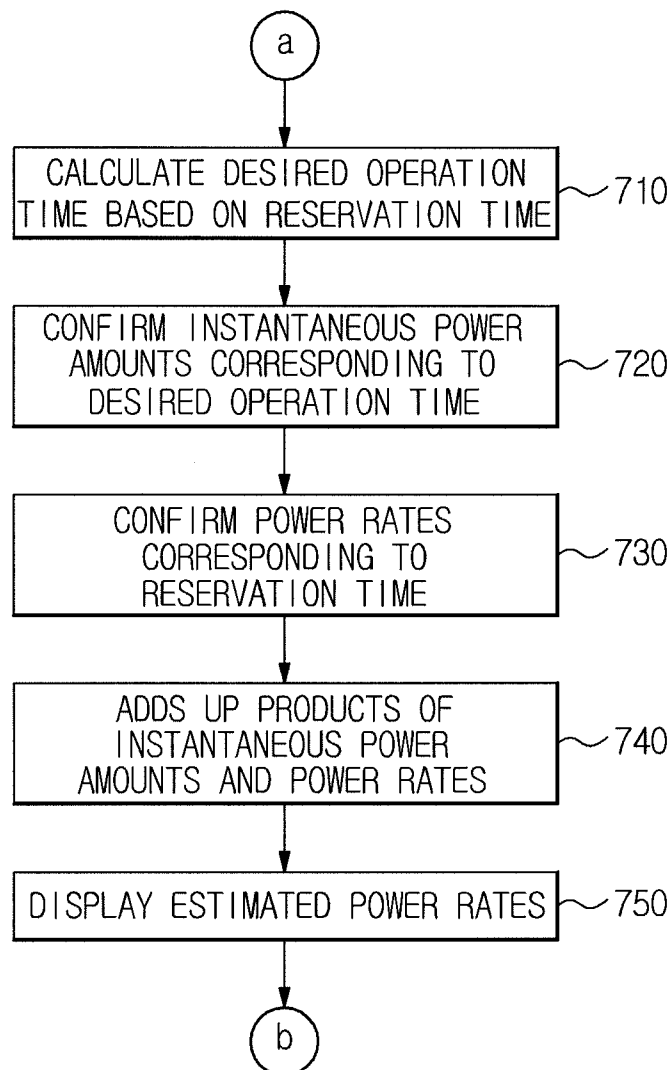 a
CALCULATE DESIRED OPERATION
TIME BASED ON RESERVATION TIME
710
CONFIRM INSTANTANEOUS POWER
AMOUNTS CORRESPONDING TO
DESIRED OPERATION TIME
720
CONFIRM POWER RATES
CORRESPONDING TO
RESERVATION TIME
730
ADDS UP PRODUCTS OF
INSTANTANEOUS POWER
AMOUNTS AND POWER RATES
740
DISPLAY ESTIMATED POWER RATES
750
b